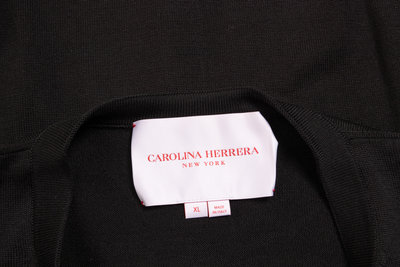 CAROLINA HERRERA
NEW YORK
XL
MADE
IN ITALY